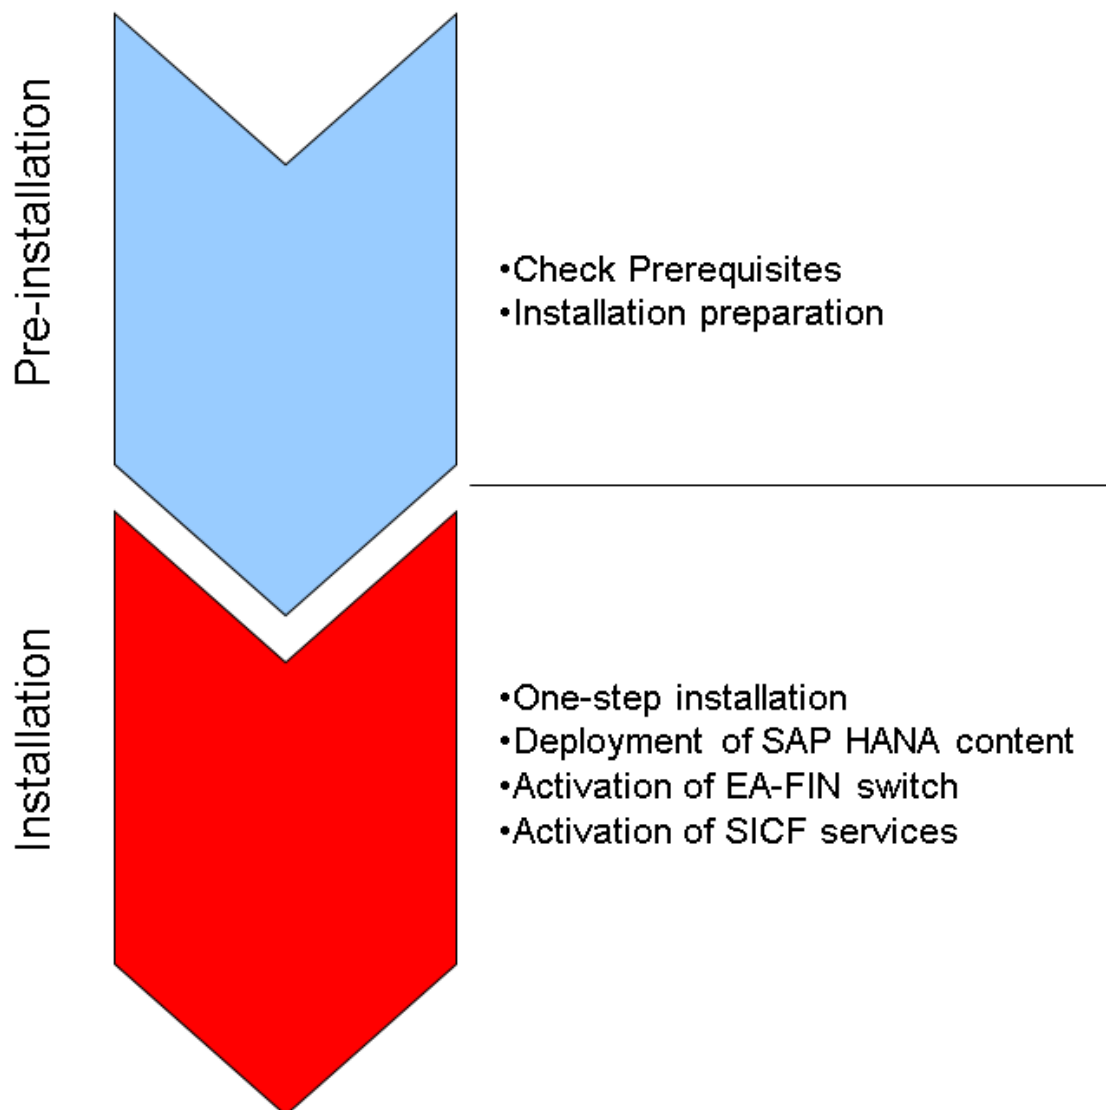 Pre-installation
•Check Prerequisites
•Installation preparation
Installation
•One-step installation
•Deployment of SAP HANA content
•Activation of EA-FIN switch
•Activation of SICF services